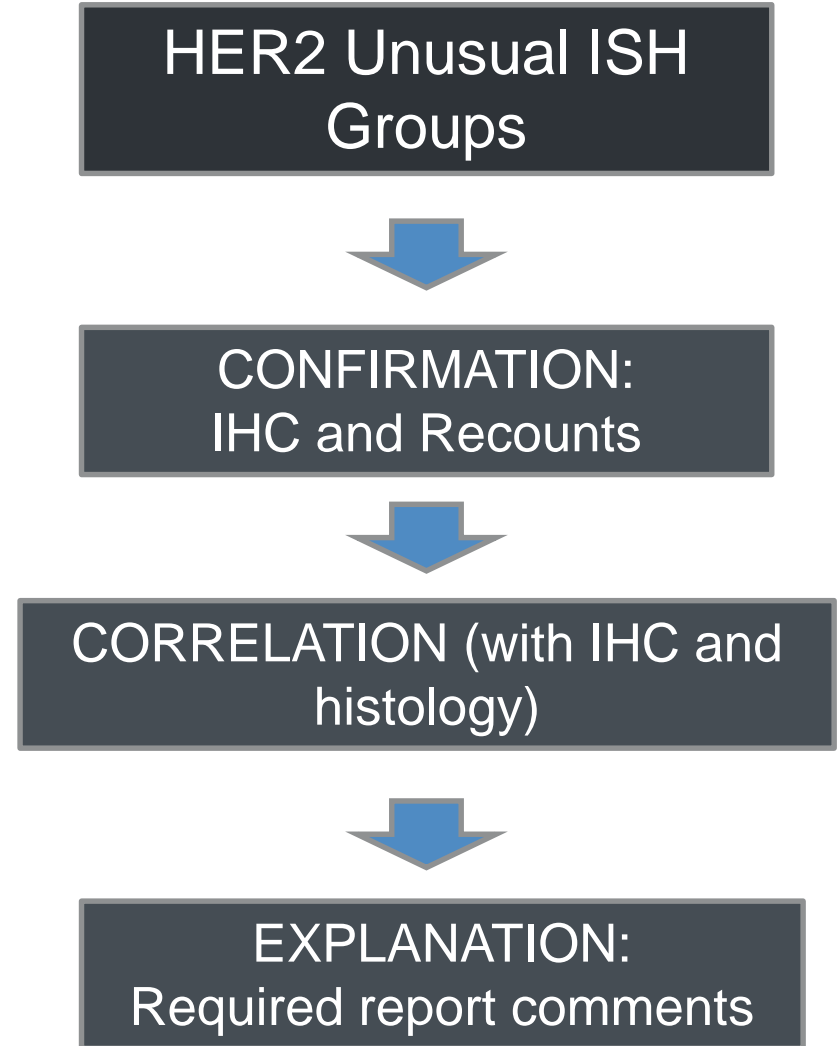 HER2 Unusual ISH
Groups
CONFIRMATION:
IHC and Recounts
CORRELATION (with IHC and
histology)
EXPLANATION:
Required report comments